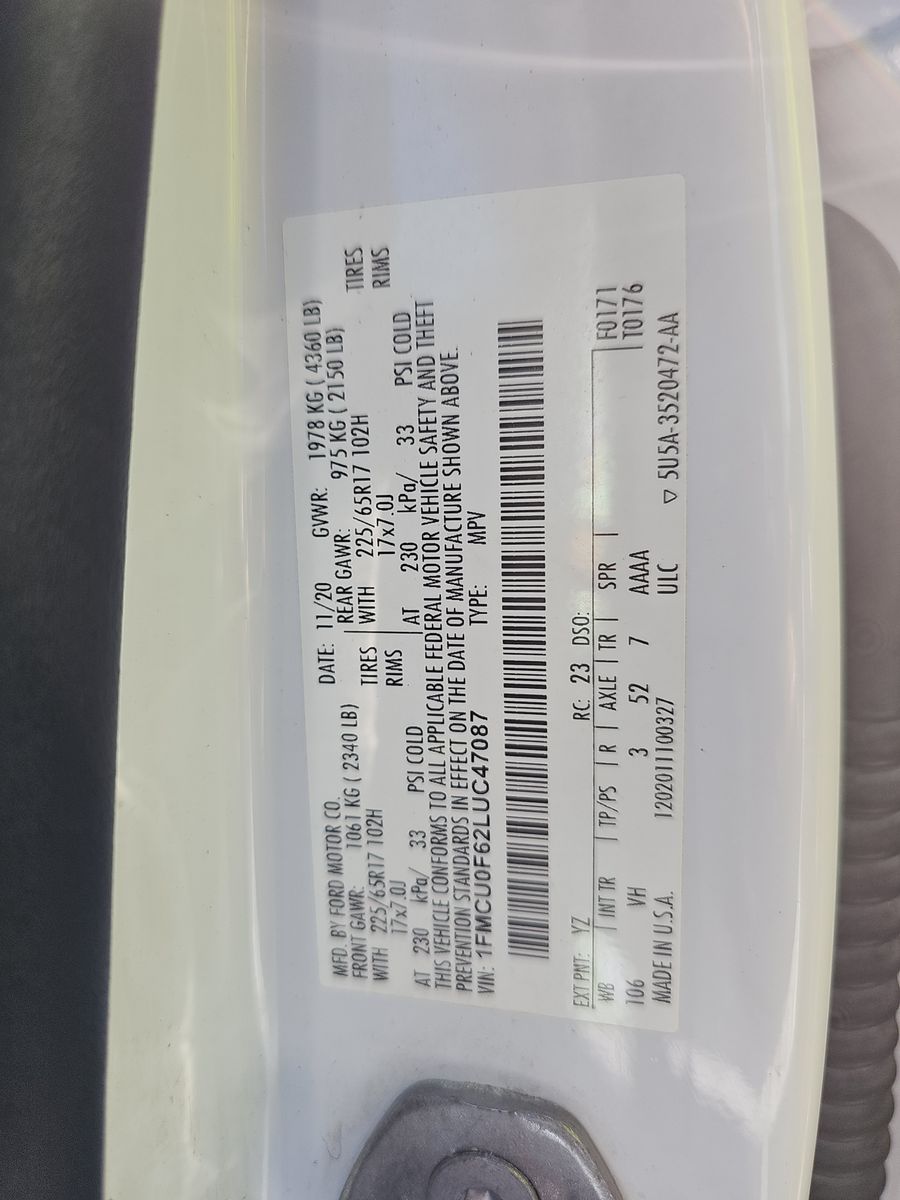 MFD. BY FORD MOTOR CO. DATE: 11/20 GVWR: 1978 KG ( 4360 LB)
FRONT GAWR: 1061 KG ( 2340 LB) REAR GAWR: 975 KG ( 2150 LB)
WITH 225/65R17 102H TIRES WITH 225/65R17 102H TIRES
17x7.0J RIMS 17x7.0J RIMS
AT 230 kPa/ 33 PSI COLD AT 230 kPa/ 33 PSI COLD
THIS VEHICLE CONFORMS TO ALL APPLICABLE FEDERAL MOTOR VEHICLE SAFETY AND THEFT
PREVENTION STANDARDS IN EFFECT ON THE DATE OF MANUFACTURE SHOWN ABOVE.
VIN: 1FMCU0F62LUC47087 TYPE: MPV
EXT PNT: YZ RC: 23 DSO:
WB INT TR TP/PS R AXLE TR SPR F0171
106 VH 3 52 7 AAAA T0176
MADE IN U.S.A. 1202011100327 ULC ▽ 5U5A-3520472-AA